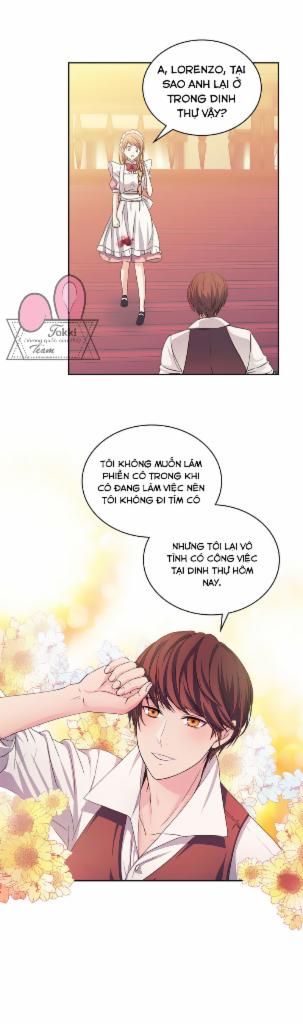 A, LORENZO, TẠI
SAO ANH LẠI Ở
TRONG DINH
THỰ VẬY?
Tokki
Team
TÔI KHÔNG MUỐN LÀM
PHIỀN CÔ TRONG KHI
CÔ ĐANG LÀM VIỆC NÊN
TÔI KHÔNG ĐI TÌM CÔ
NHƯNG TÔI LẠI VÔ
TÌNH CÓ CÔNG VIỆC
TẠI DINH THỰ HÔM
NAY.